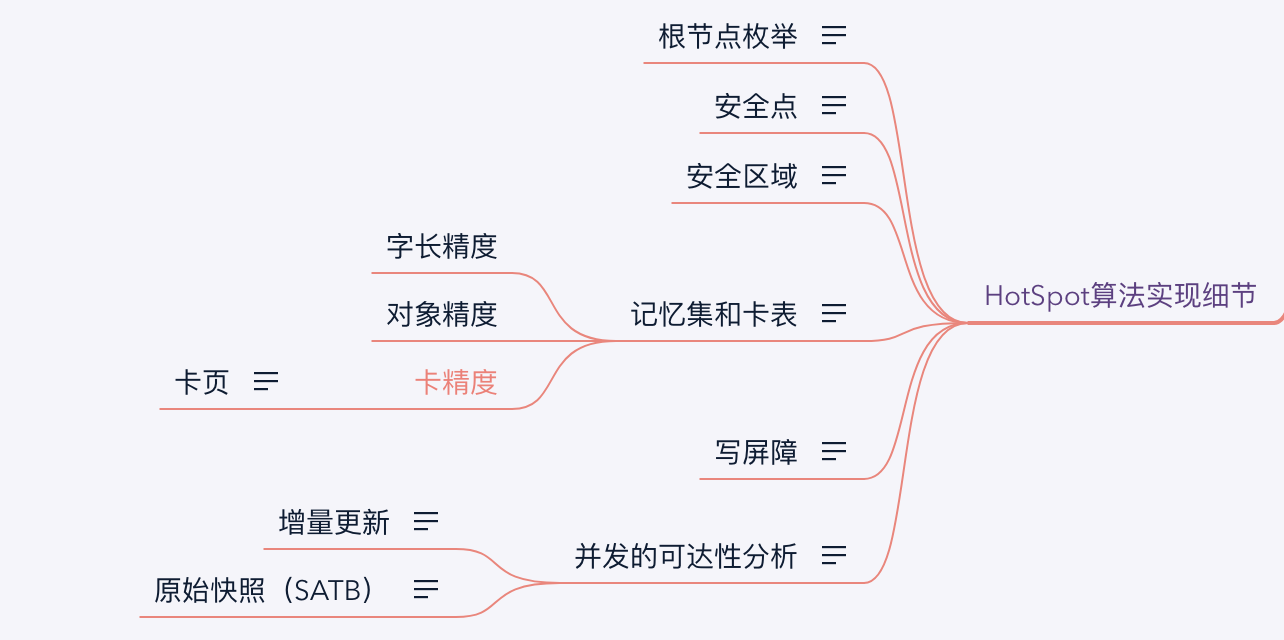 根节点枚举
安全点
安全区域
字长精度
HotSpot算法实现细节
对象精度
记忆集和卡表
卡页
卡精度
写屏障
增量更新
并发的可达性分析
原始快照（SATB）